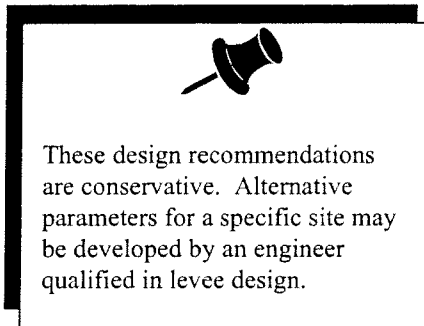 These design recommendations
are conservative.  Alternative
parameters for a specific site may
be developed by an engineer
qualified in levee design.